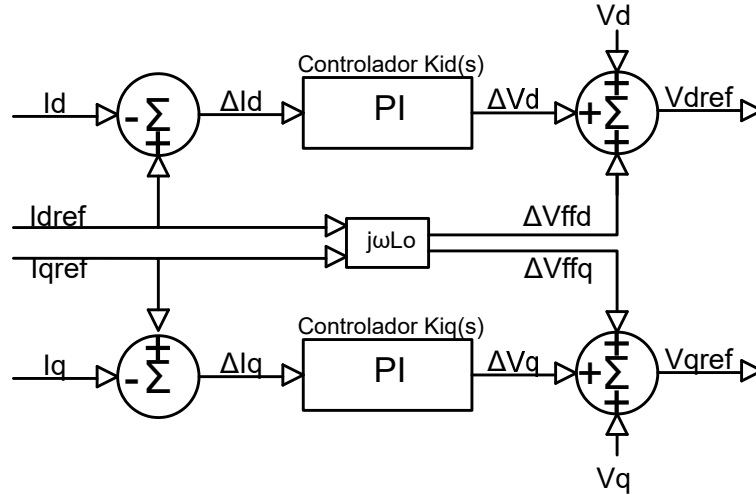 Vd
Controlador Kid(s)
Id
- Σ
+
ΔId
PI
ΔVd
+
+ Σ
+
Vdref
Idref
ΔVffd
jωLo
Iqref
ΔVffq
Controlador Kiq(s)
Iq
+
- Σ
ΔIq
PI
ΔVq
+
+ Σ
+
Vqref
Vq